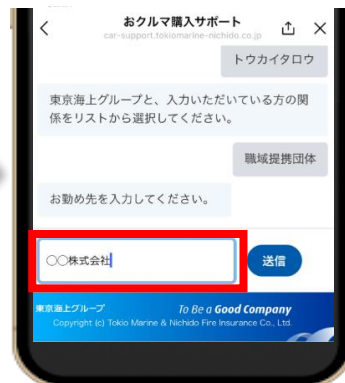 おクルマ購入サポート
car-support.tokiomarine-nichido.co.jp
トウカイタロウ
東京海上グループと、入力いただいている方の関
係をリストから選択してください。
職域提携団体
お勤め先を入力してください。
○○株式会社
送信
東京海上グループ
To Be a Good Company
Copyright (c) Tokio Marine & Nichido Fire Insurance Co., Ltd.